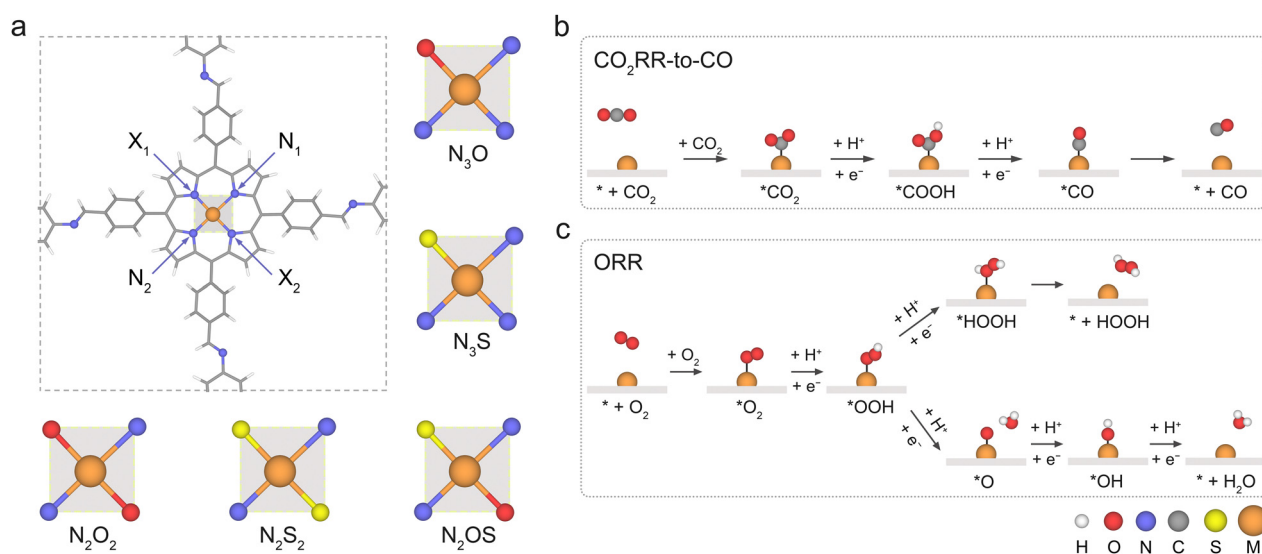 a
X₁
N₁
N₂
X₂
N₃O
N₃S
N₂O₂
N₂S₂
N₂OS
b
CO₂RR-to-CO
+ CO₂
+ H⁺
+ e⁻
+ H⁺
+ e⁻
* + CO₂
*CO₂
*COOH
*CO
* + CO
c
ORR
+ H⁺
+ e⁻
*HOOH
* + HOOH
+ O₂
+ H⁺
+ e⁻
* + O₂
*O₂
*OOH
+ H⁺
+ e⁻
+ H⁺
+ e⁻
+ H⁺
+ e⁻
*O
*OH
* + H₂O
H O N C S M